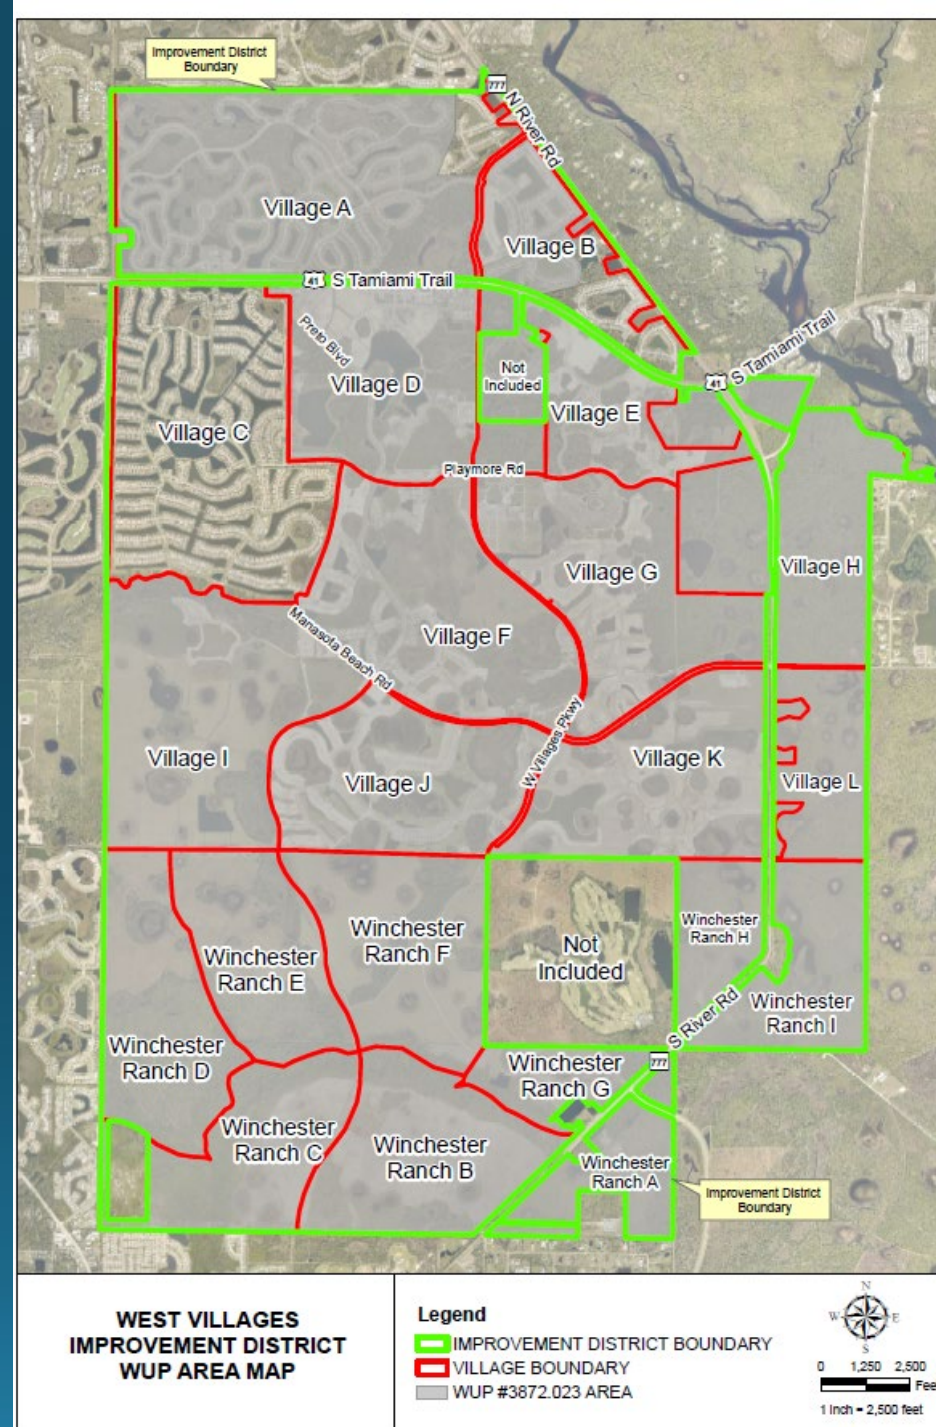 Improvement District
Boundary
777
N River Rd
Village A
Village B
41
S Tamiami Trail
Preto Blvd
Village D
Not
Included
41
S Tamiami Trail
Village E
Village C
Playmore Rd
Village G
Village H
Village F
Manasota Beach Rd
Village I
Village J
W Villages Pkwy
Village K
Village L
Winchester
Ranch E
Winchester
Ranch F
Not
Included
Winchester
Ranch H
Winchester
Ranch I
S River Rd
777
Winchester
Ranch D
Winchester
Ranch G
Winchester
Ranch C
Winchester
Ranch B
Winchester
Ranch A
Improvement District
Boundary
WEST VILLAGES
IMPROVEMENT DISTRICT
WUP AREA MAP
Legend
IMPROVEMENT DISTRICT BOUNDARY
VILLAGE BOUNDARY
WUP #3872.023 AREA
N
W E
S
0 1,250 2,500
Fee
1 inch = 2,500 feet